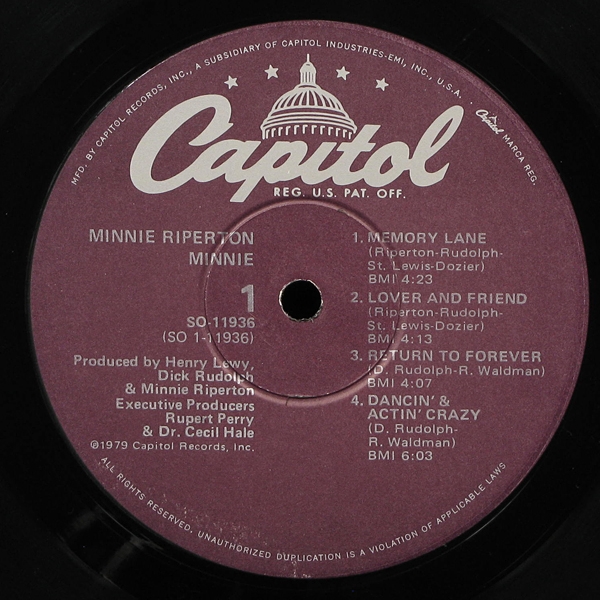 MFD. BY CAPITOL RECORDS, INC., A SUBSIDIARY OF CAPITOL INDUSTRIES-EMI, INC., U.S.A. .
Capitol MARCA REG.
Capitol
REG. U.S. PAT. OFF.
MINNIE RIPERTON
MINNIE
1
SO-11936
(SO 1-11936)
Produced by Henry Lewy,
Dick Rudolph
& Minnie Riperton
Executive Producers
Rupert Perry
& Dr. Cecil Hale
℗1979 Capitol Records, Inc.
1. MEMORY LANE
(Riperton-Rudolph-
St. Lewis-Dozier)
BMI 4:23
2. LOVER AND FRIEND
(Riperton-Rudolph-
St. Lewis-Dozier)
BMI 4:13
3. RETURN TO FOREVER
(D. Rudolph-R. Waldman)
BMI 4:07
4. DANCIN' &
ACTIN' CRAZY
(D. Rudolph-
R. Waldman)
BMI 6:03
ALL RIGHTS RESERVED. UNAUTHORIZED DUPLICATION IS A VIOLATION OF APPLICABLE LAWS